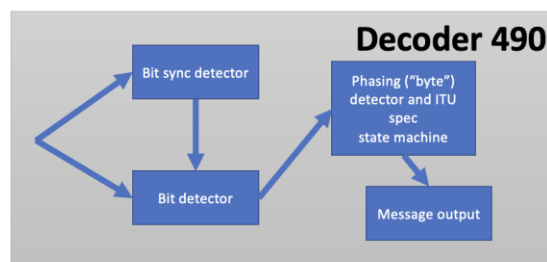 Decoder 490
Bit sync detector
Phasing (“byte”)
detector and ITU
spec
state machine
Bit detector
Message output